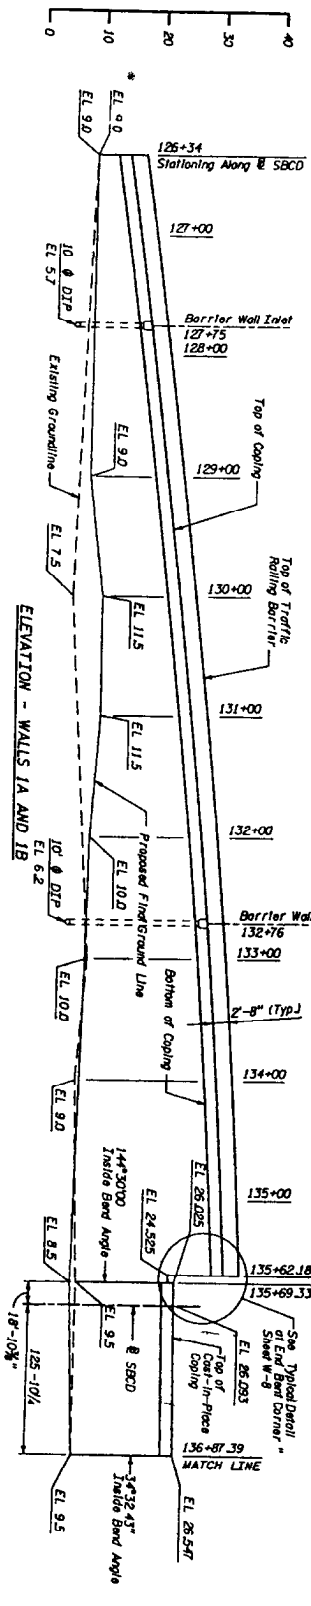 0
10
20
30
40
*
EL 9.0
EL 9.0
126+34
Stationing Along ℄ SBCD
127+00
10 Φ DIP
EL 5.7
Barrier Wall Inlet
127+75
128+00
Existing Groundline
Top of Coping
EL 9.0
129+00
EL 7.5
Top of Traffic
Railing Barrier
130+00
EL 11.5
131+00
EL 11.5
ELEVATION - WALLS 1A AND 1B
Proposed Final Ground Line
132+00
EL 10.0
10' Φ DIP
EL 6.2
Barrier Wall
132+76
133+00
EL 10.0
Bottom of Coping
2'-8" (Typ.)
134+00
EL 9.0
135+00
144°30'00
Inside Bend Angle
EL 24.525
EL 26.025
135+62.18
135+69.33
See "Typical Detail
at End Bent Corner"
Sheet W-8
EL 8.5
EL 9.5
℄ SBCD
EL 26.093
Top of
Cast-In-Place
Coping
18'-10⅜"
125'-10¼
136+87.39
MATCH LINE
34°32'43"
Inside Bend Angle
EL 9.5
EL 26.547